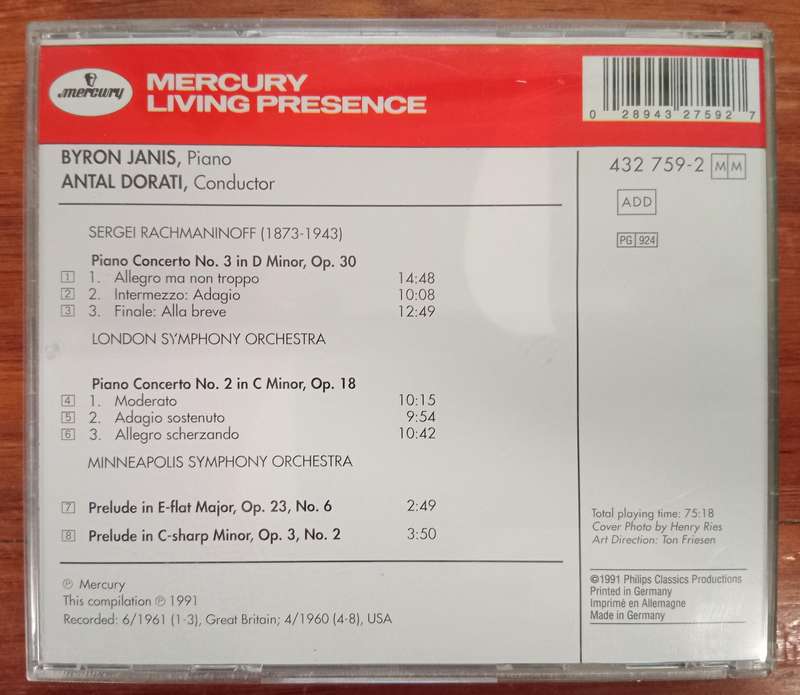 mercury
MERCURY
LIVING PRESENCE
0 28943 27592 7
BYRON JANIS, Piano
ANTAL DORATI, Conductor
432 759-2 MM
ADD
PG 924
SERGEI RACHMANINOFF (1873-1943)
Piano Concerto No. 3 in D Minor, Op. 30
1 1. Allegro ma non troppo 14:48
2 2. Intermezzo: Adagio 10:08
3 3. Finale: Alla breve 12:49
LONDON SYMPHONY ORCHESTRA
Piano Concerto No. 2 in C Minor, Op. 18
4 1. Moderato 10:15
5 2. Adagio sostenuto 9:54
6 3. Allegro scherzando 10:42
MINNEAPOLIS SYMPHONY ORCHESTRA
7 Prelude in E-flat Major, Op. 23, No. 6 2:49
8 Prelude in C-sharp Minor, Op. 3, No. 2 3:50
℗ Mercury
This compilation ℗ 1991
Recorded: 6/1961 (1-3), Great Britain; 4/1960 (4-8), USA
Total playing time: 75:18
Cover Photo by Henry Ries
Art Direction: Ton Friesen
©1991 Philips Classics Productions
Printed in Germany
Imprimé en Allemagne
Made in Germany